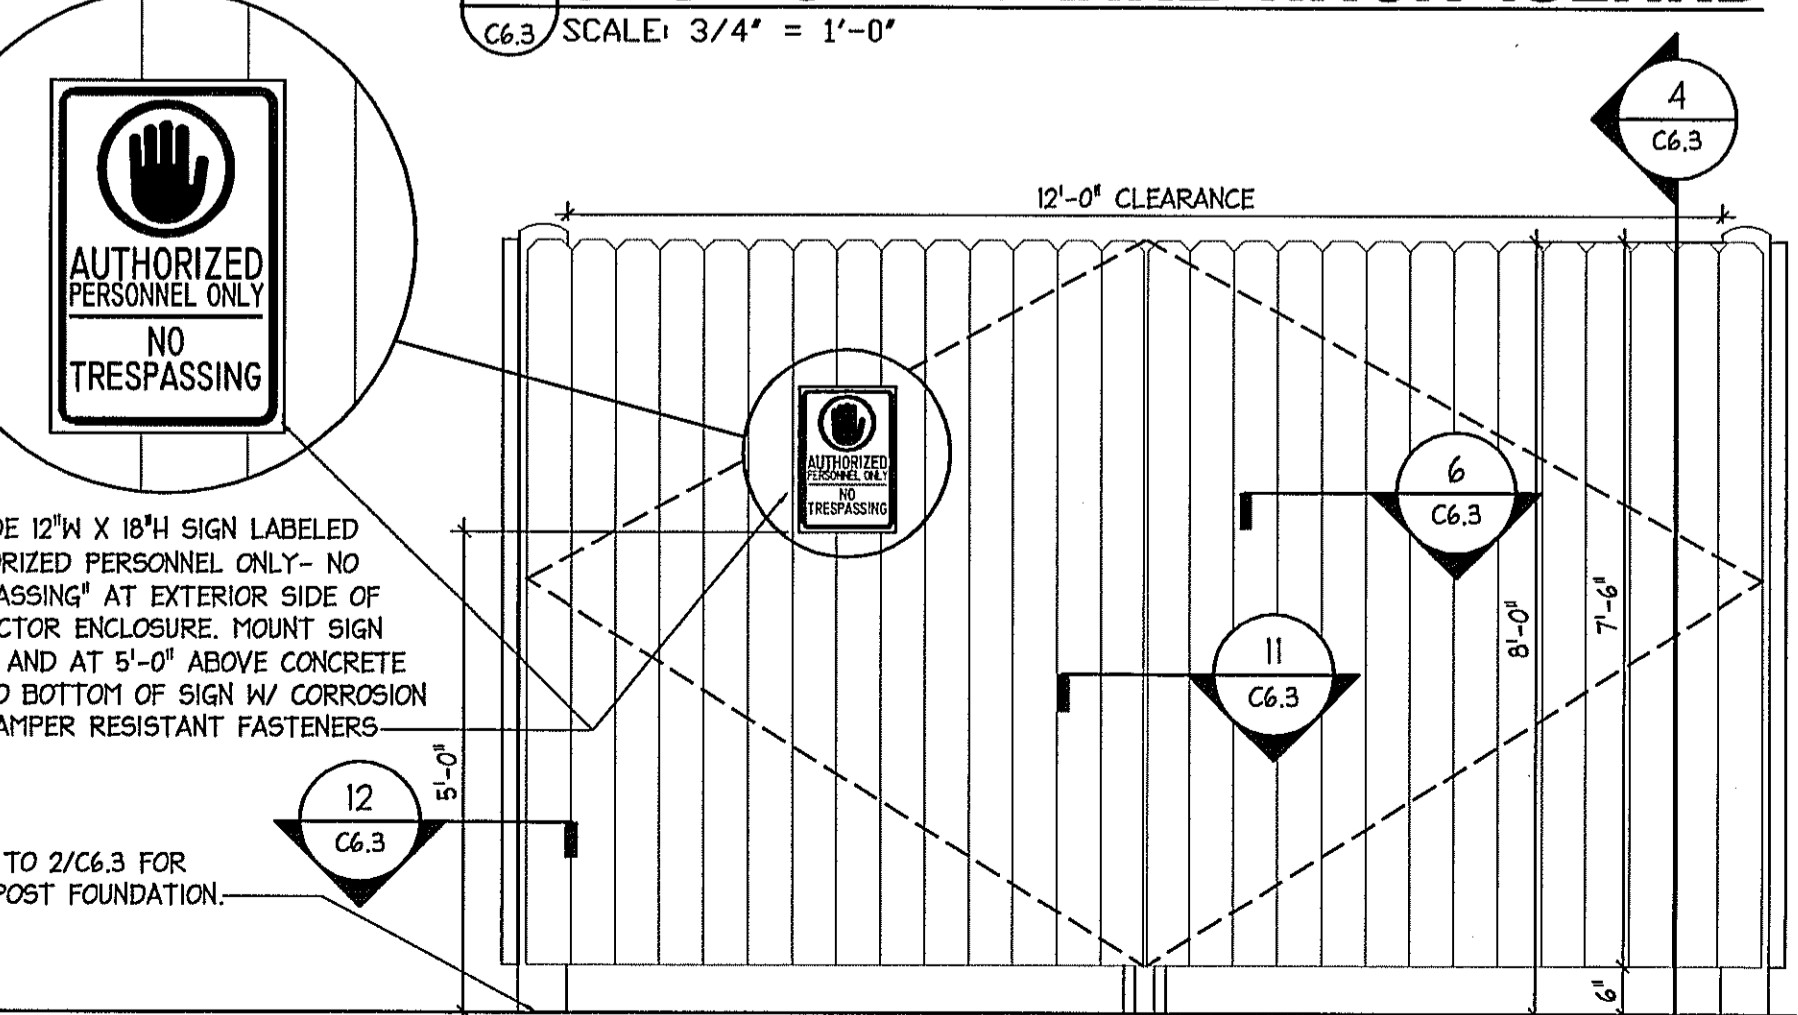 C6.3
SCALE: 3/4" = 1'-0"
4
C6.3
12'-0" CLEARANCE
AUTHORIZED
PERSONNEL ONLY
NO
TRESPASSING
AUTHORIZED
PERSONNEL ONLY
NO
TRESPASSING
6
C6.3
DE 12"W X 18"H SIGN LABELED
ORIZED PERSONNEL ONLY- NO
ASSING" AT EXTERIOR SIDE OF
CTOR ENCLOSURE. MOUNT SIGN
AND AT 5'-0" ABOVE CONCRETE
O BOTTOM OF SIGN W/ CORROSION
AMPER RESISTANT FASTENERS
8'-0"
7'-6"
11
C6.3
5'-0"
12
C6.3
TO 2/C6.3 FOR
POST FOUNDATION.
6"